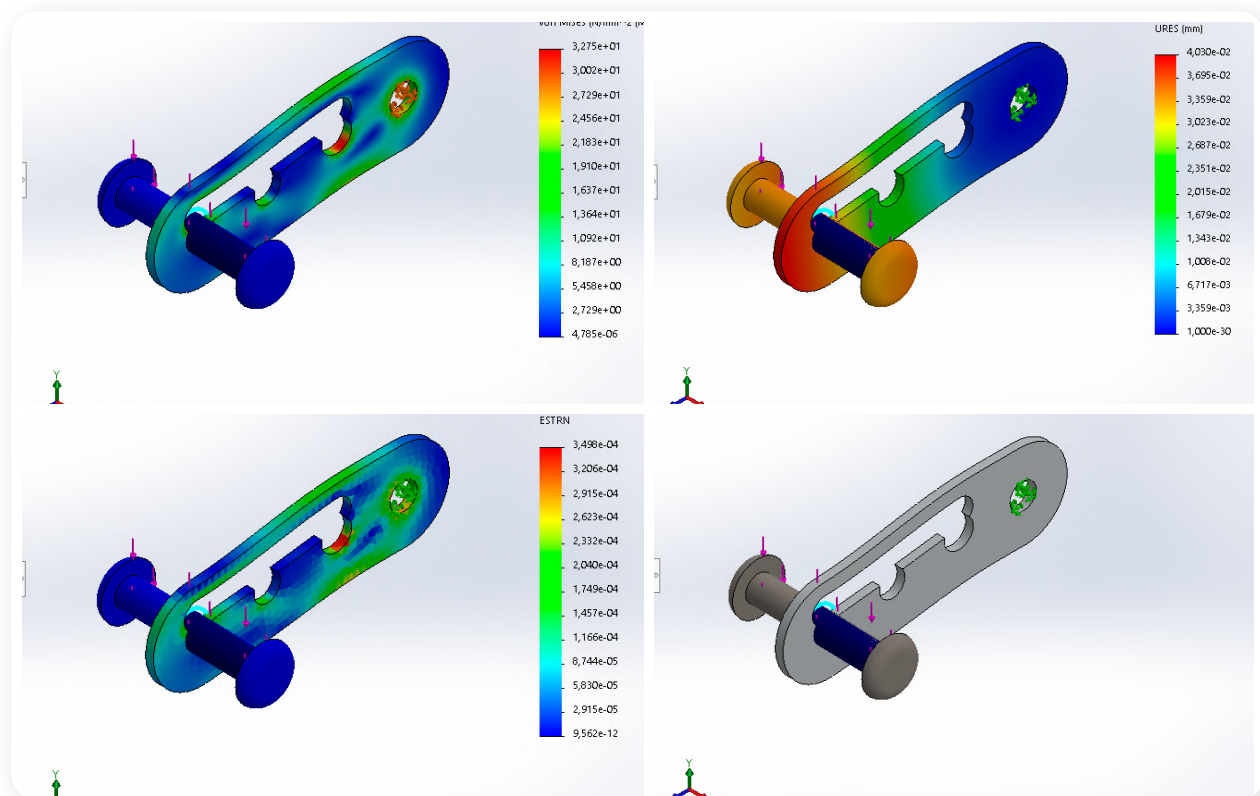 von Mises (N/mm^2 (M
3,275e+01
3,002e+01
2,729e+01
2,456e+01
2,183e+01
1,910e+01
1,637e+01
1,364e+01
1,092e+01
8,187e+00
5,458e+00
2,729e+00
4,785e-06
Y
URES (mm)
4,030e-02
3,695e-02
3,359e-02
3,023e-02
2,687e-02
2,351e-02
2,015e-02
1,679e-02
1,343e-02
1,008e-02
6,717e-03
3,359e-03
1,000e-30
Y
ESTRN
3,498e-04
3,206e-04
2,915e-04
2,623e-04
2,332e-04
2,040e-04
1,749e-04
1,457e-04
1,166e-04
8,744e-05
5,830e-05
2,915e-05
9,562e-12
Y
Y